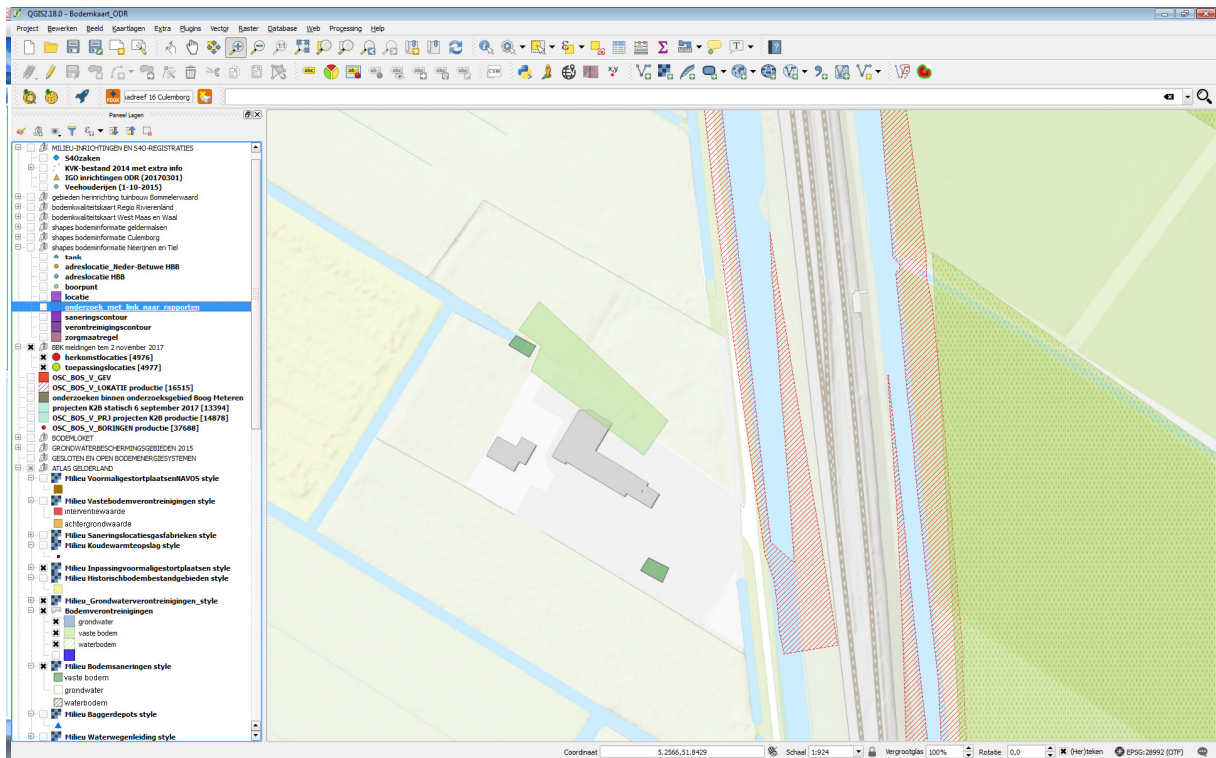 QGIS2.18.0 - Bodemkaart_ODR
Project Bewerken Beeld Kaartlagen Extra Plugins Vector Raster Database Web Processing Help
abc abc CSW x,y
PDOK adreef 16 Culemborg
Paneel Lagen
MILIEU-INRICHTINGEN EN S4O-REGISTRATIES
S4Ozaken
KVK-bestand 2014 met extra info
IGO inrichtingen ODR (20170301)
Veehouderijen (1-10-2015)
gebieden herinrichting tuinbouw Bommelerwaard
bodemkwaliteitskaart Regio Rivierenland
bodemkwaliteitskaart West Maas en Waal
shapes bodeminformatie geldermalsen
shapes bodeminformatie Culemborg
shapes bodeminformatie Neerijnen en Tiel
tank
adreslocatie_Neder-Betuwe HBB
adreslocatie HBB
boorpunt
locatie
onderzoek_met_link_naar_rapporten
saneringscontour
verontreinigingscontour
zorgmaatregel
BBK meldingen tem 2 november 2017
herkomstlocaties [4976]
toepassingslocaties [4977]
OSC_BOS_V_GEV
OSC_BOS_V_LOKATIE productie [16515]
onderzoeken binnen onderzoeksgebied Boog Meteren
projecten K2B statisch 6 september 2017 [13394]
OSC_BOS_V_PRJ projecten K2B productie [14878]
OSC_BOS_V_BORINGEN productie [37688]
BODEMLOKET
GRONDWATERBESCHERMINGSGEBIEDEN 2015
GESLOTEN EN OPEN BODEMENERGIESYSTEMEN
ATLAS GELDERLAND
Milieu VoormaligestortplaatsenNAVOS style
Milieu Vastebodemverontreinigingen style
interventiewaarde
achtergrondwaarde
Milieu Saneringslocatiesgasfabrieken style
Milieu Koudewarmteopslag style
Milieu Inpassingvoormaligestortplaatsen style
Milieu Historischbodembestandgebieden style
Milieu_Grondwaterverontreinigingen_style
Bodemverontreinigingen
grondwater
vaste bodem
waterbodem
Milieu Bodemsaneringen style
vaste bodem
grondwater
waterbodem
Milieu Baggerdepots style
Milieu Waterwegenleiding style
Coordinaat 5.2566,51.8429 Schaal 1:924 Vergrootglas 100% Rotatie 0,0 (Her)teken EPSG:28992 (OTF)